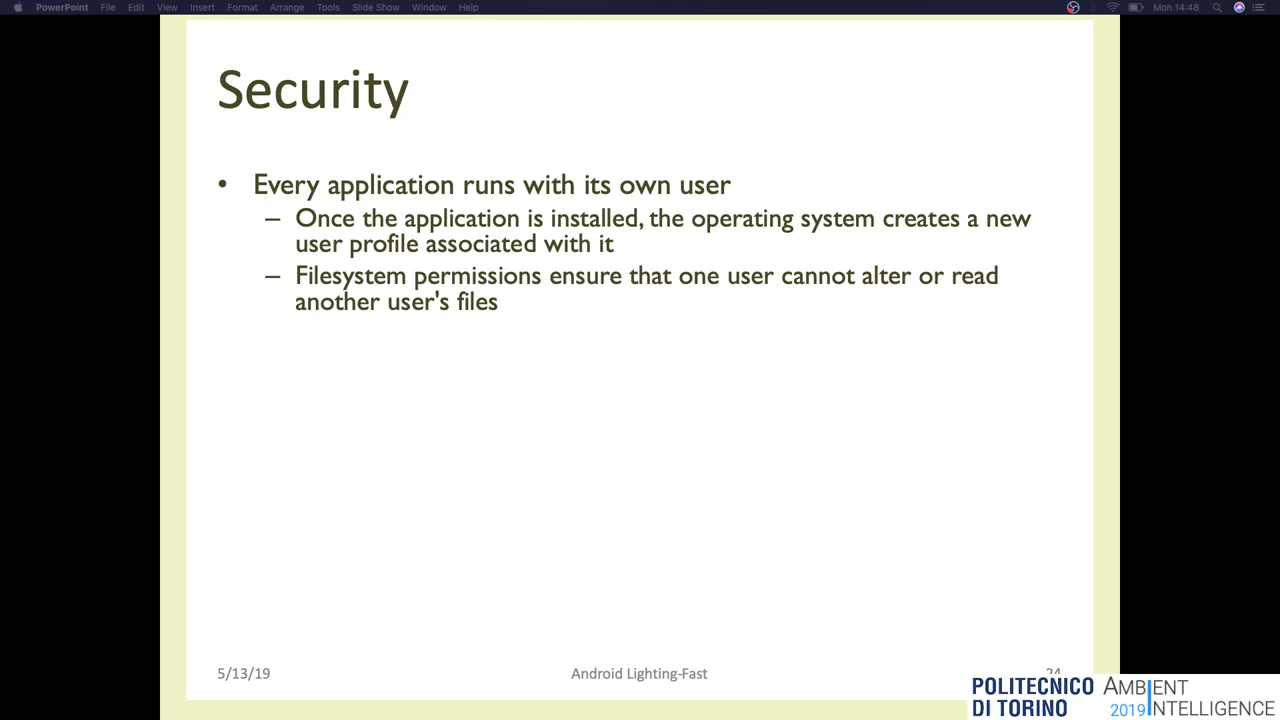 PowerPoint File Edit View Insert Format Arrange Tools Slide Show Window Help Mon 14:48
Security
• Every application runs with its own user
– Once the application is installed, the operating system creates a new
user profile associated with it
– Filesystem permissions ensure that one user cannot alter or read
another user's files
5/13/19 Android Lighting-Fast 24
POLITECNICO
DI TORINO
AMBIENT
2019 INTELLIGENCE